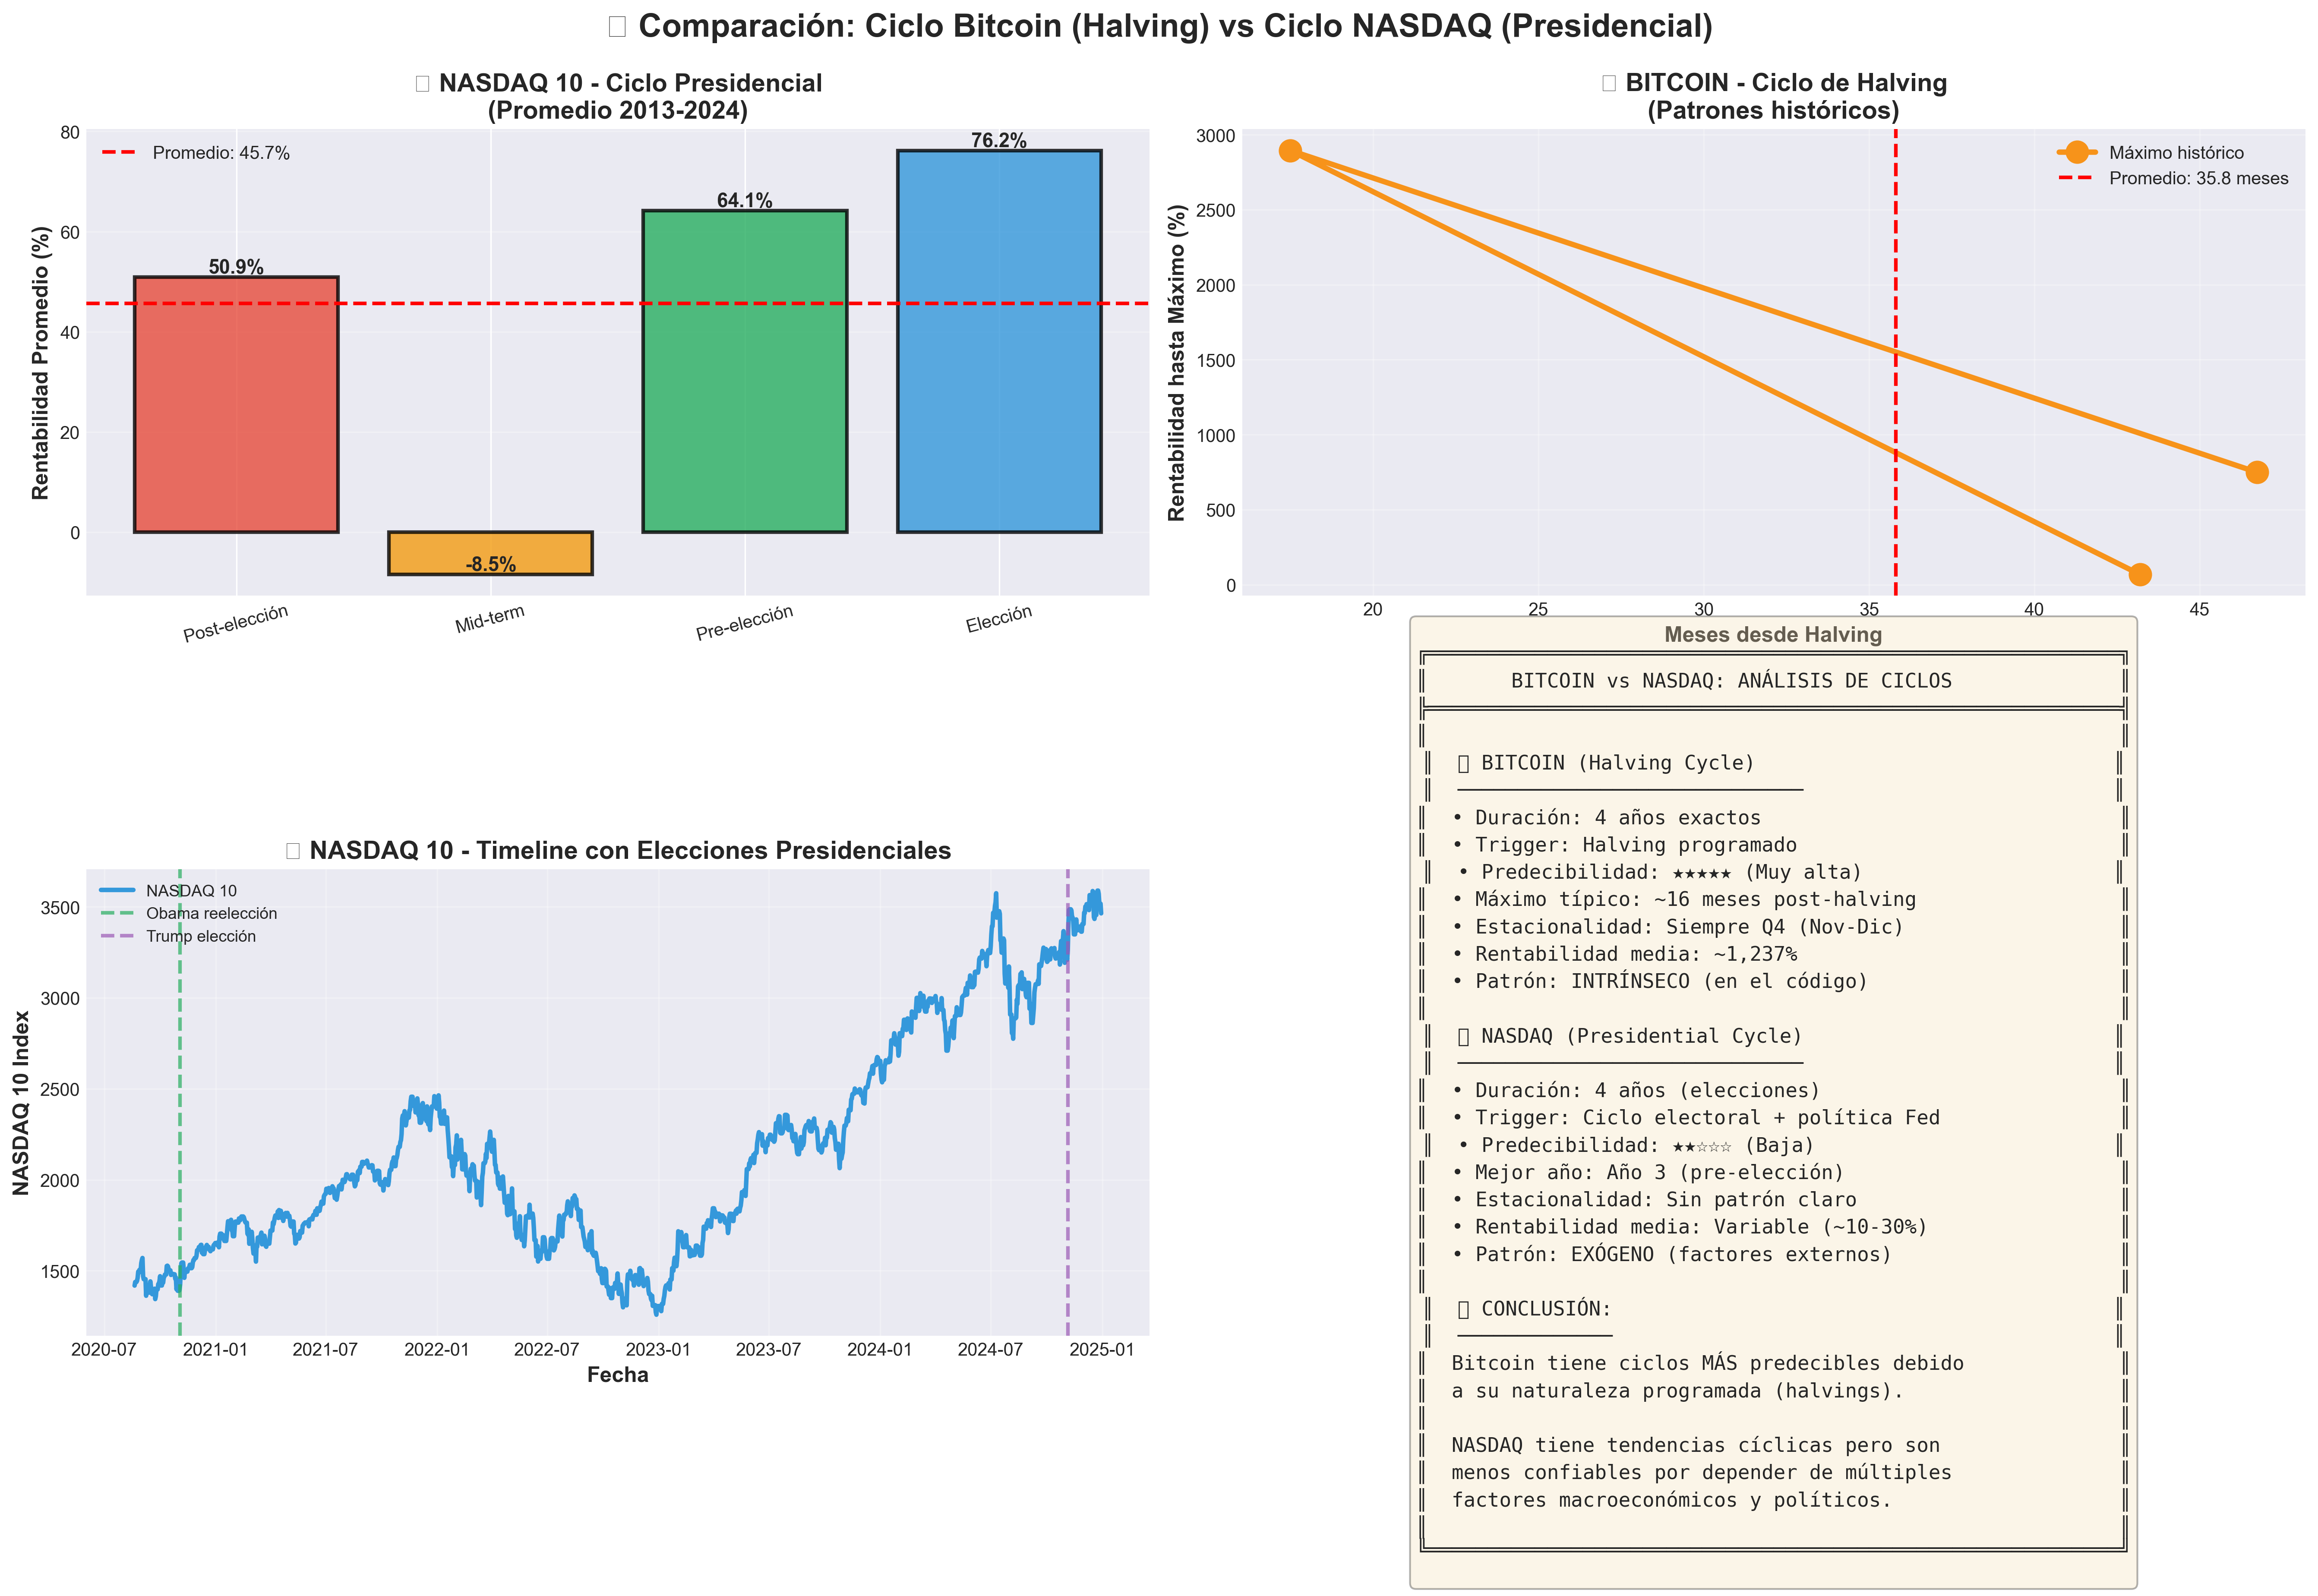 Comparación: Ciclo Bitcoin (Halving) vs Ciclo NASDAQ (Presidencial)
NASDAQ 10 - Ciclo Presidencial
(Promedio 2013-2024)
Rentabilidad Promedio (%)
80
60
40
20
0
Promedio: 45.7%
50.9%
-8.5%
64.1%
76.2%
Post-elección
Mid-term
Pre-elección
Elección
BITCOIN - Ciclo de Halving
(Patrones históricos)
Rentabilidad hasta Máximo (%)
3000
2500
2000
1500
1000
500
0
Máximo histórico
Promedio: 35.8 meses
20
25
30
35
40
45
Meses desde Halving
NASDAQ 10 - Timeline con Elecciones Presidenciales
NASDAQ 10 Index
3500
3000
2500
2000
1500
NASDAQ 10
Obama reelección
Trump elección
2020-07
2021-01
2021-07
2022-01
2022-07
2023-01
2023-07
2024-01
2024-07
2025-01
Fecha
BITCOIN vs NASDAQ: ANÁLISIS DE CICLOS
BITCOIN (Halving Cycle)
• Duración: 4 años exactos
• Trigger: Halving programado
• Predecibilidad: ★★★★★ (Muy alta)
• Máximo típico: ~16 meses post-halving
• Estacionalidad: Siempre Q4 (Nov-Dic)
• Rentabilidad media: ~1,237%
• Patrón: INTRÍNSECO (en el código)
NASDAQ (Presidential Cycle)
• Duración: 4 años (elecciones)
• Trigger: Ciclo electoral + política Fed
• Predecibilidad: ★★☆☆☆ (Baja)
• Mejor año: Año 3 (pre-elección)
• Estacionalidad: Sin patrón claro
• Rentabilidad media: Variable (~10-30%)
• Patrón: EXÓGENO (factores externos)
CONCLUSIÓN:
Bitcoin tiene ciclos MÁS predecibles debido
a su naturaleza programada (halvings).
NASDAQ tiene tendencias cíclicas pero son
menos confiables por depender de múltiples
factores macroeconómicos y políticos.